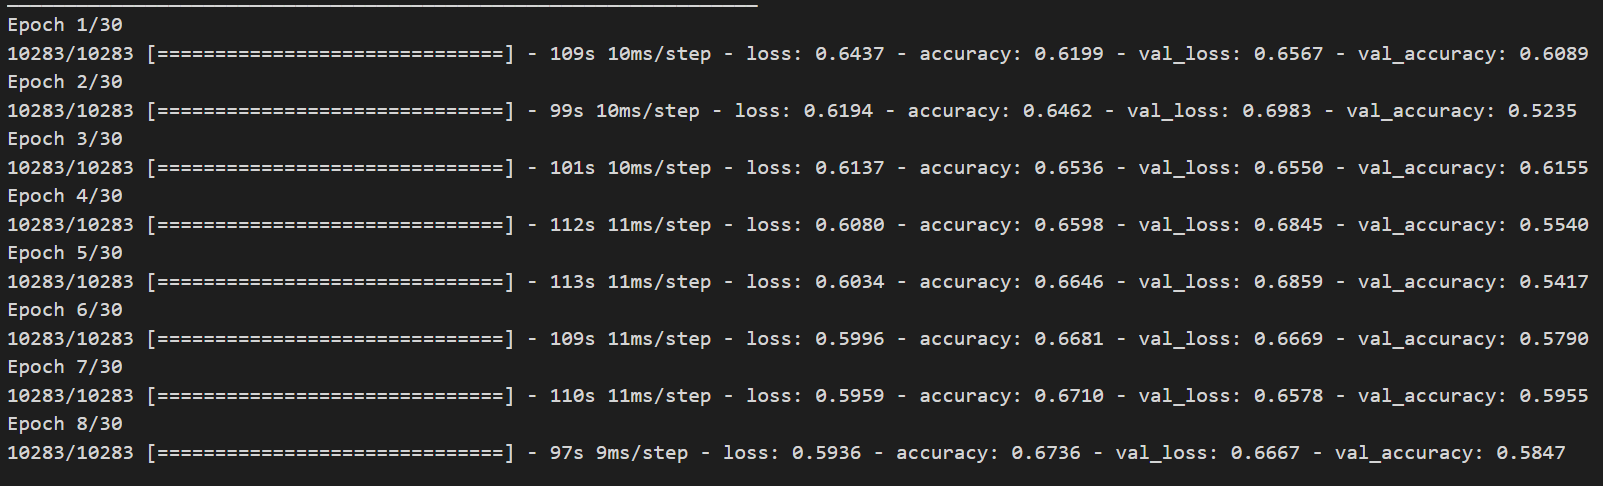 Epoch 1/30
10283/10283 [==============================] - 109s 10ms/step - loss: 0.6437 - accuracy: 0.6199 - val_loss: 0.6567 - val_accuracy: 0.6089
Epoch 2/30
10283/10283 [==============================] - 99s 10ms/step - loss: 0.6194 - accuracy: 0.6462 - val_loss: 0.6983 - val_accuracy: 0.5235
Epoch 3/30
10283/10283 [==============================] - 101s 10ms/step - loss: 0.6137 - accuracy: 0.6536 - val_loss: 0.6550 - val_accuracy: 0.6155
Epoch 4/30
10283/10283 [==============================] - 112s 11ms/step - loss: 0.6080 - accuracy: 0.6598 - val_loss: 0.6845 - val_accuracy: 0.5540
Epoch 5/30
10283/10283 [==============================] - 113s 11ms/step - loss: 0.6034 - accuracy: 0.6646 - val_loss: 0.6859 - val_accuracy: 0.5417
Epoch 6/30
10283/10283 [==============================] - 109s 11ms/step - loss: 0.5996 - accuracy: 0.6681 - val_loss: 0.6669 - val_accuracy: 0.5790
Epoch 7/30
10283/10283 [==============================] - 110s 11ms/step - loss: 0.5959 - accuracy: 0.6710 - val_loss: 0.6578 - val_accuracy: 0.5955
Epoch 8/30
10283/10283 [==============================] - 97s 9ms/step - loss: 0.5936 - accuracy: 0.6736 - val_loss: 0.6667 - val_accuracy: 0.5847